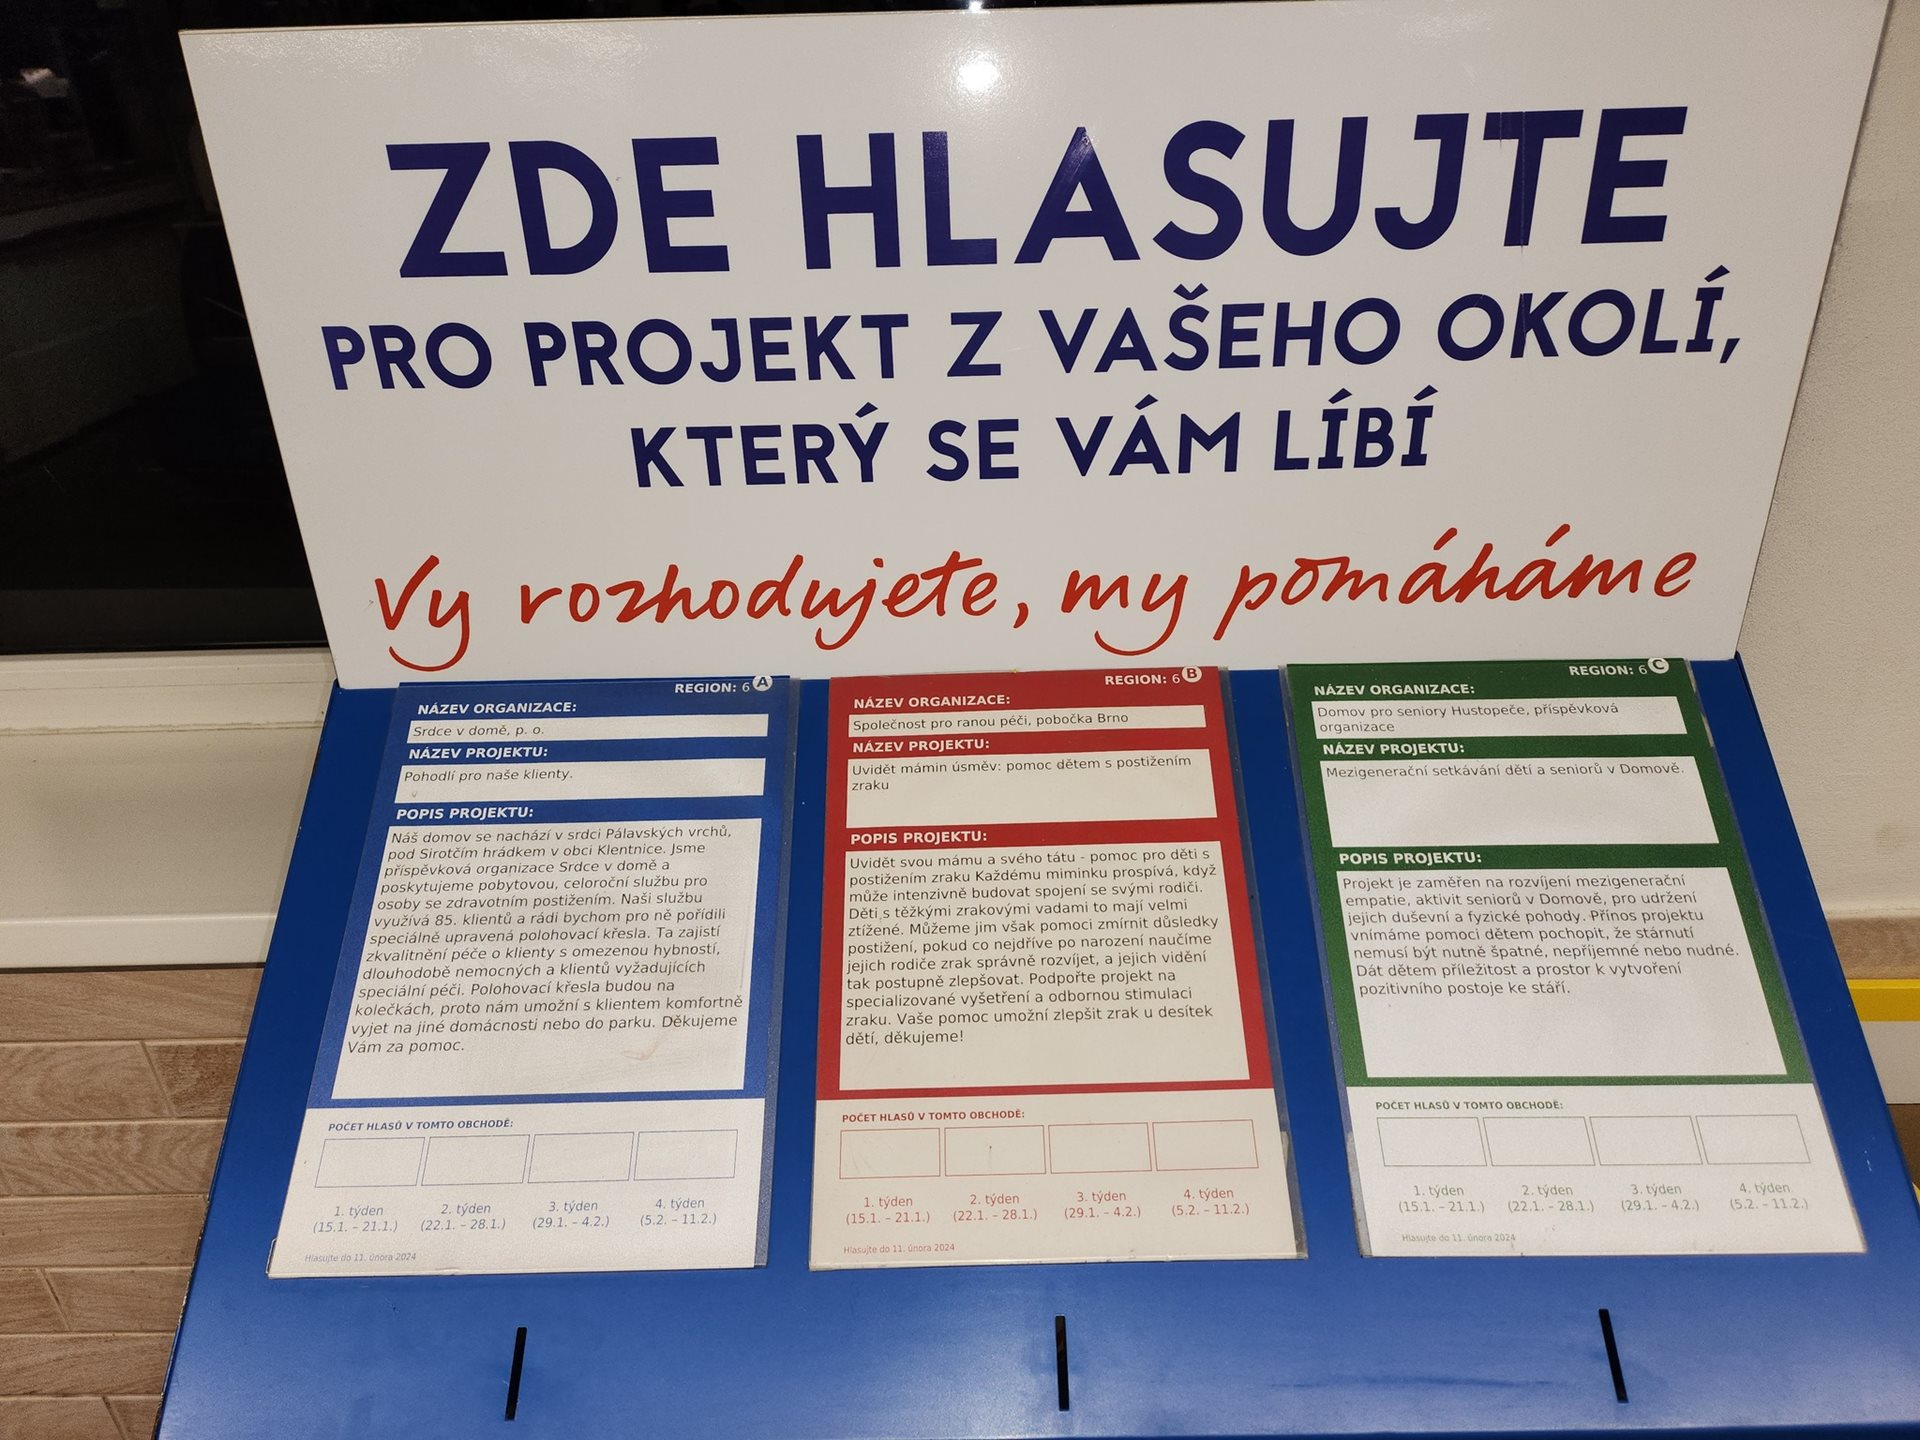 ZDE HLASUJTE
PRO PROJEKT Z VAŠEHO OKOLÍ,
KTERÝ SE VÁM LÍBÍ
Vy rozhodujete, my pomáháme
REGION: 6 A
NÁZEV ORGANIZACE:
Srdce v domě, p. o.
NÁZEV PROJEKTU:
Pohodlí pro naše klienty.
POPIS PROJEKTU:
Náš domov se nachází v srdci Pálavských vrchů,
pod Sirotčím hrádkem v obci Klentnice. Jsme
příspěvková organizace Srdce v domě a
poskytujeme pobytovou, celoroční službu pro
osoby se zdravotním postižením. Naši službu
využívá 85. klientů a rádi bychom pro ně pořídili
speciálně upravená polohovací křesla. Ta zajistí
zkvalitnění péče o klienty s omezenou hybností,
dlouhodobě nemocných a klientů vyžadujících
speciální péči. Polohovací křesla budou na
kolečkách, proto nám umožní s klientem komfortně
vyjet na jiné domácnosti nebo do parku. Děkujeme
Vám za pomoc.
POČET HLASŮ V TOMTO OBCHODĚ:
1. týden 2. týden 3. týden 4. týden
(15.1. – 21.1.) (22.1. – 28.1.) (29.1. – 4.2.) (5.2. – 11.2.)
Hlasujte do 11. února 2024
REGION: 6 B
NÁZEV ORGANIZACE:
Společnost pro ranou péči, pobočka Brno
NÁZEV PROJEKTU:
Uvidět mámin úsměv: pomoc dětem s postižením
zraku
POPIS PROJEKTU:
Uvidět svou mámu a svého tátu - pomoc pro děti s
postižením zraku Každému miminku prospívá, když
může intenzivně budovat spojení se svými rodiči.
Děti s těžkými zrakovými vadami to mají velmi
ztížené. Můžeme jim však pomoci zmírnit důsledky
postižení, pokud co nejdříve po narození naučíme
jejich rodiče zrak správně rozvíjet, a jejich vidění
tak postupně zlepšovat. Podpořte projekt na
specializované vyšetření a odbornou stimulaci
zraku. Vaše pomoc umožní zlepšit zrak u desítek
dětí, děkujeme!
POČET HLASŮ V TOMTO OBCHODĚ:
1. týden 2. týden 3. týden 4. týden
(15.1. – 21.1.) (22.1. – 28.1.) (29.1. – 4.2.) (5.2. – 11.2.)
Hlasujte do 11. února 2024
REGION: 6 C
NÁZEV ORGANIZACE:
Domov pro seniory Hustopeče, příspěvková
organizace
NÁZEV PROJEKTU:
Mezigenerační setkávání dětí a seniorů v Domově.
POPIS PROJEKTU:
Projekt je zaměřen na rozvíjení mezigenerační
empatie, aktivit seniorů v Domově, pro udržení
jejich duševní a fyzické pohody. Přínos projektu
vnímáme pomoci dětem pochopit, že stárnutí
nemusí být nutně špatné, nepříjemné nebo nudné.
Dát dětem příležitost a prostor k vytvoření
pozitivního postoje ke stáří.
POČET HLASŮ V TOMTO OBCHODĚ:
1. týden 2. týden 3. týden 4. týden
(15.1. – 21.1.) (22.1. – 28.1.) (29.1. – 4.2.) (5.2. – 11.2.)
Hlasujte do 11. února 2024